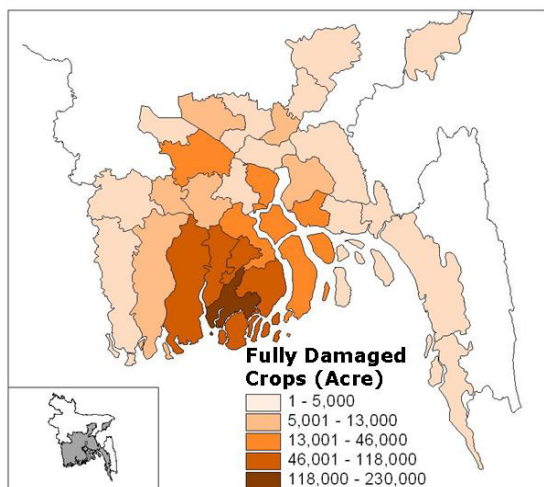 Fully Damaged
Crops (Acre)
1 - 5,000
5,001 - 13,000
13,001 - 46,000
46,001 - 118,000
118,000 - 230,000